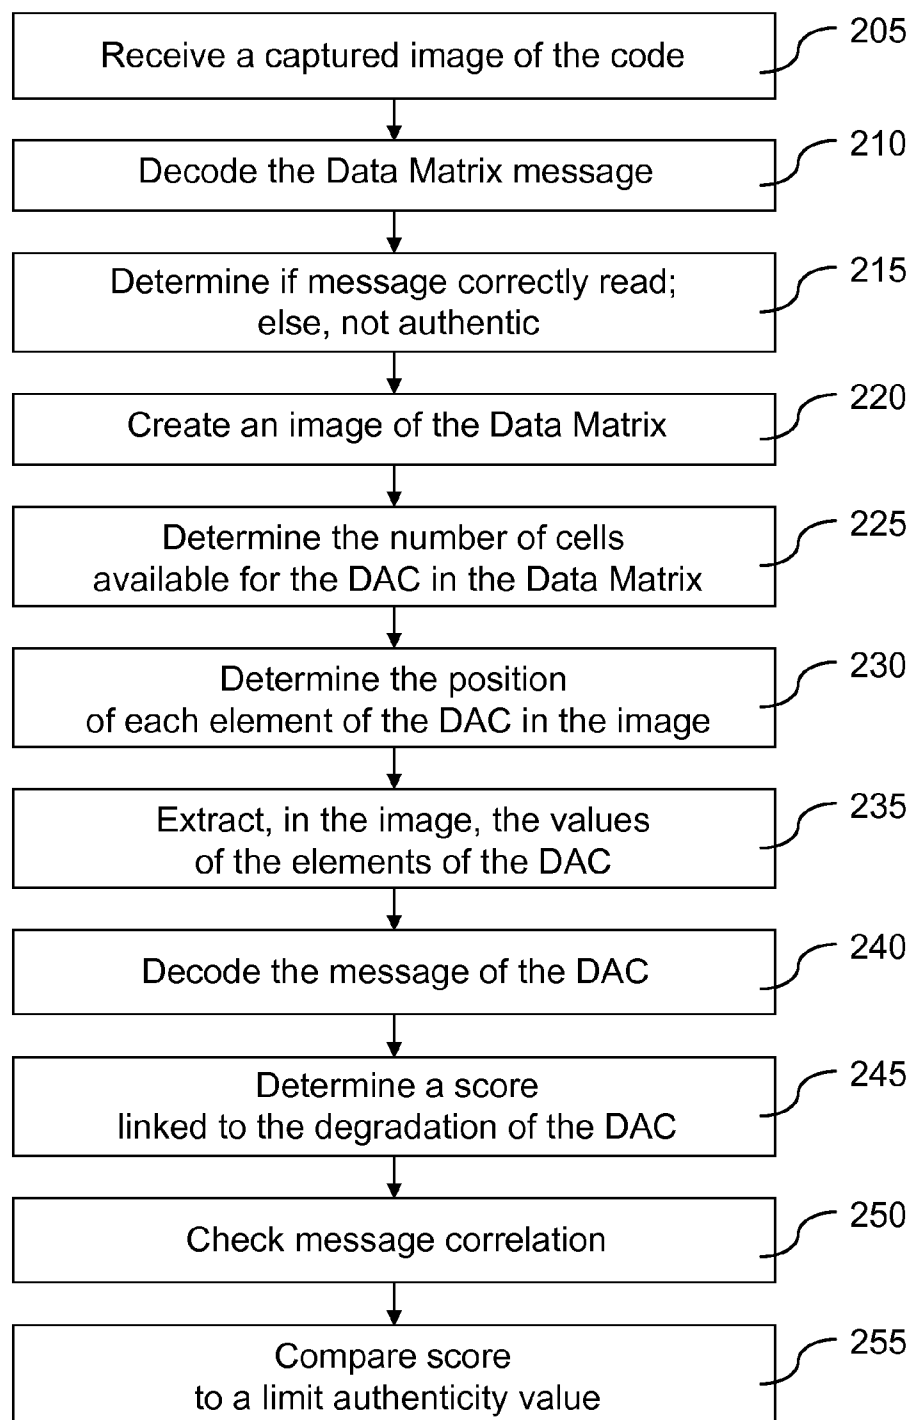 Receive a captured image of the code
205
Decode the Data Matrix message
210
Determine if message correctly read;
else, not authentic
215
Create an image of the Data Matrix
220
Determine the number of cells
available for the DAC in the Data Matrix
225
Determine the position
of each element of the DAC in the image
230
Extract, in the image, the values
of the elements of the DAC
235
Decode the message of the DAC
240
Determine a score
linked to the degradation of the DAC
245
Check message correlation
250
Compare score
to a limit authenticity value
255